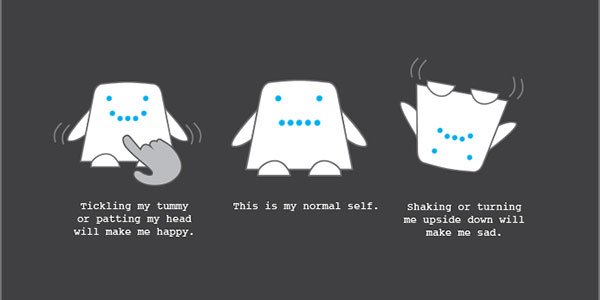 Tickling my tummy
or patting my head
will make me happy.
This is my normal self.
Shaking or turning
me upside down will
make me sad.